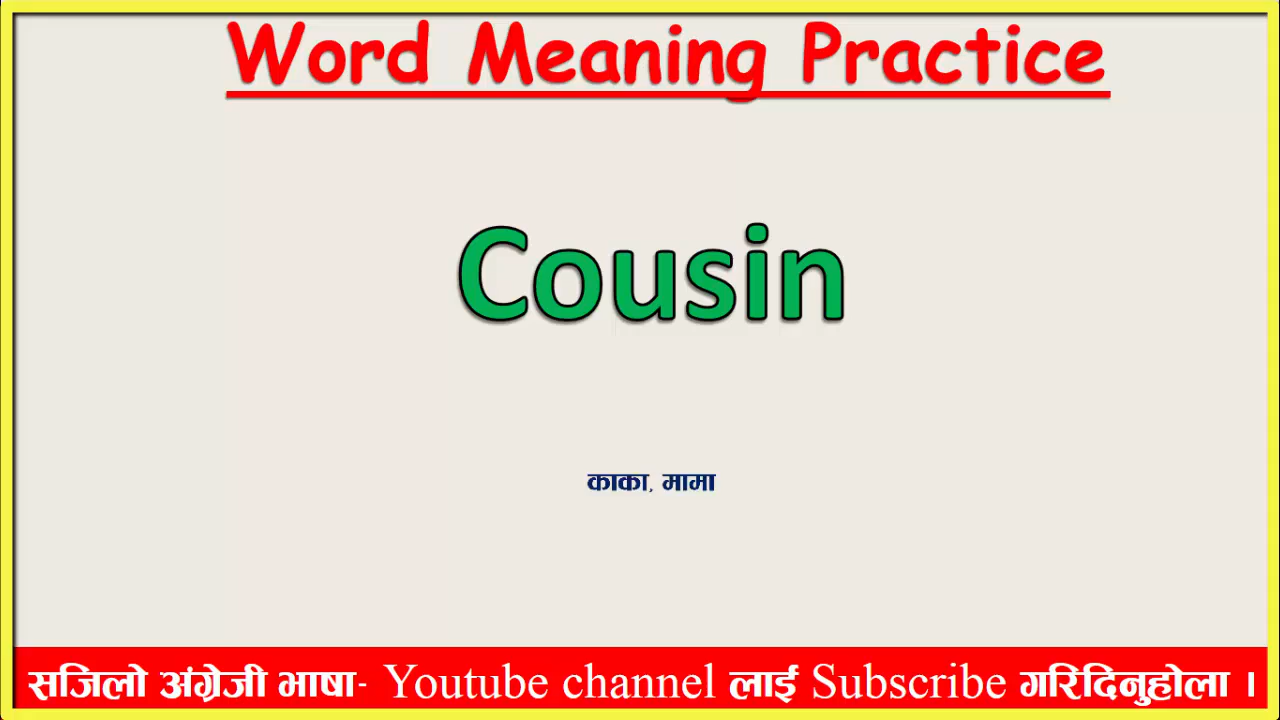 Word Meaning Practice
Cousin
काका, मामा
सजिलो अंग्रेजी भाषा- Youtube channel लाई Subscribe गरिदिनुहोला ।